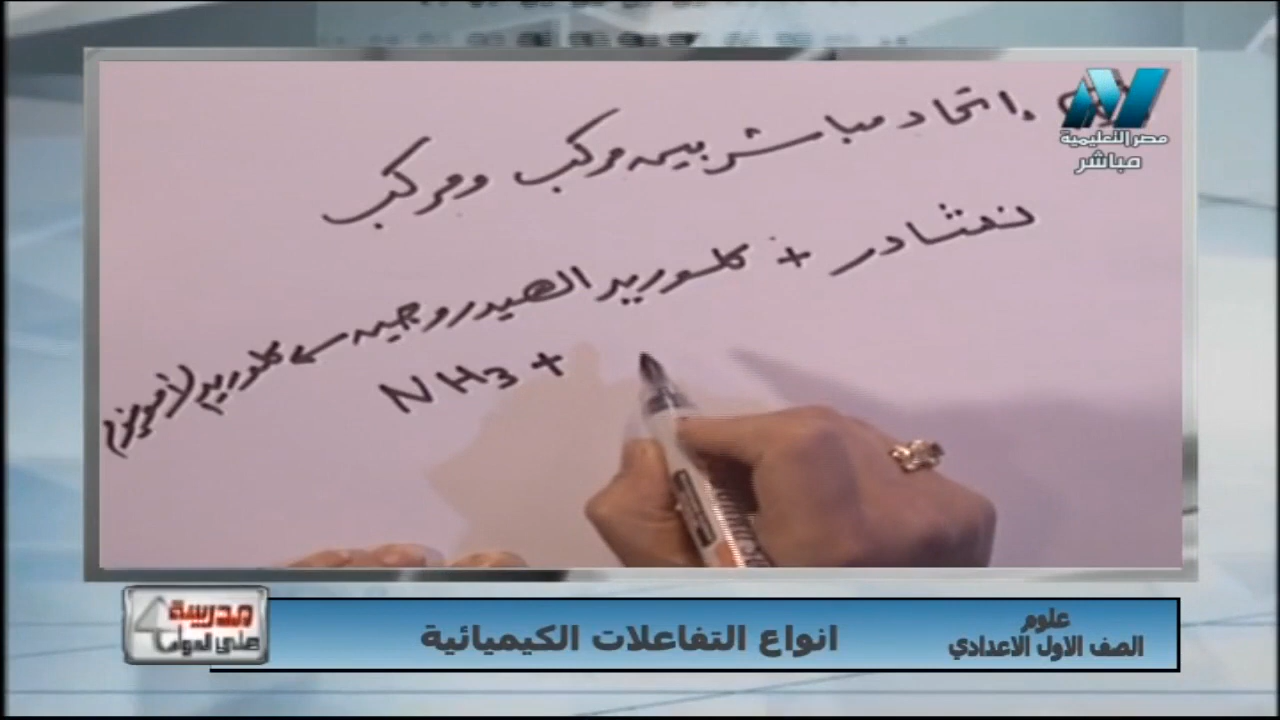 اتحاد مباشر بين مركب ومركب
نشادر + كلوريد الهيدروجين ← كلوريد الأمونيوم
NH3 +
مصر التعليمية
مباشر
علوم
الصف الاول الاعدادي
انواع التفاعلات الكيميائية
مدرسة
على الهواء